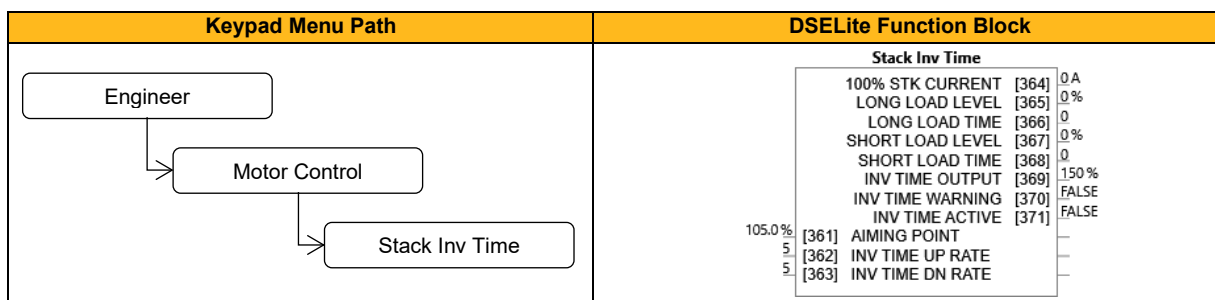 Keypad Menu Path
DSELite Function Block
Engineer
Motor Control
Stack Inv Time
Stack Inv Time
100% STK CURRENT [364] 0 A
LONG LOAD LEVEL [365] 0 %
LONG LOAD TIME [366] 0
SHORT LOAD LEVEL [367] 0 %
SHORT LOAD TIME [368] 0
INV TIME OUTPUT [369] 150 %
INV TIME WARNING [370] FALSE
INV TIME ACTIVE [371] FALSE
105.0 % [361] AIMING POINT
5 [362] INV TIME UP RATE
5 [363] INV TIME DN RATE